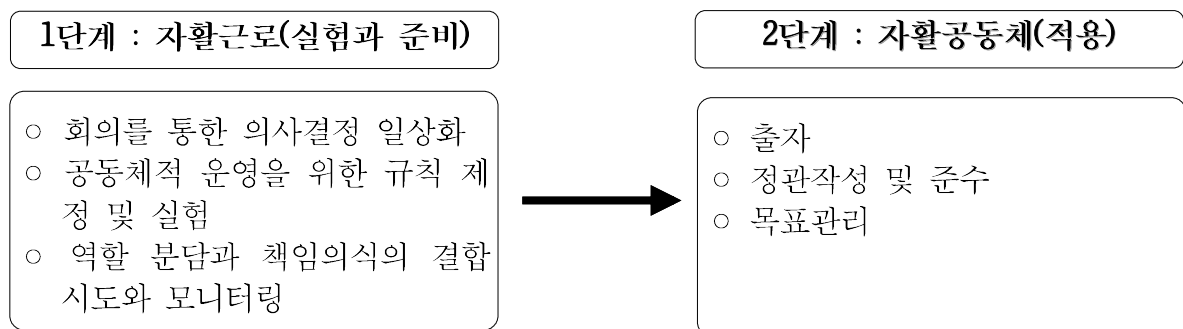 1단계 : 자활근로(실험과 준비)
○ 회의를 통한 의사결정 일상화
○ 공동체적 운영을 위한 규칙 제
정 및 실험
○ 역할 분담과 책임의식의 결합
시도와 모니터링
2단계 : 자활공동체(적용)
○ 출자
○ 정관작성 및 준수
○ 목표관리